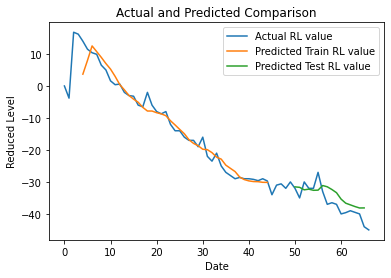 Actual and Predicted Comparison
Actual RL value
Predicted Train RL value
Predicted Test RL value
Reduced Level
10
0
−10
−20
−30
−40
0
10
20
30
40
50
60
Date